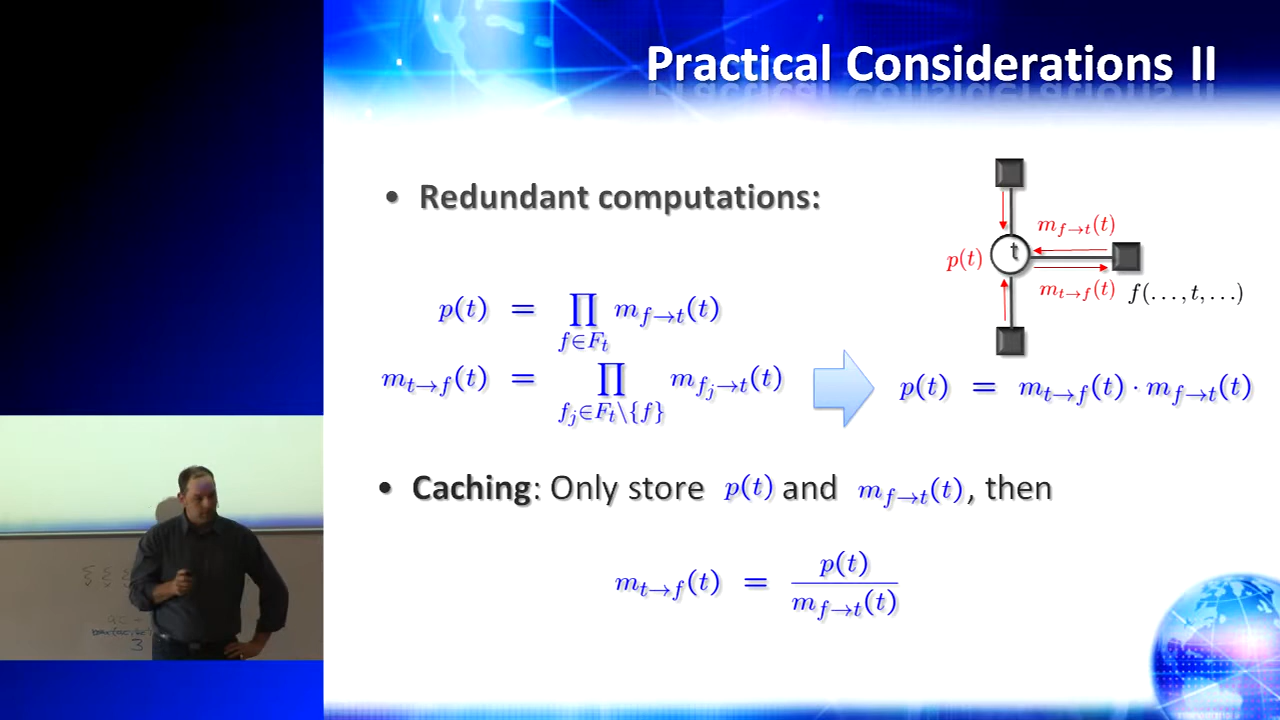 Practical Considerations II
• Redundant computations:
m_{f→t}(t)
t
p(t)
m_{t→f}(t)
f(…, t, …)
p(t) = ∏_{f∈F_t} m_{f→t}(t)
m_{t→f}(t) = ∏_{f_j∈F_t\{f}} m_{f_j→t}(t)
p(t) = m_{t→f}(t) · m_{f→t}(t)
• Caching: Only store p(t) and m_{f→t}(t), then
m_{t→f}(t) = p(t) / m_{f→t}(t)
3